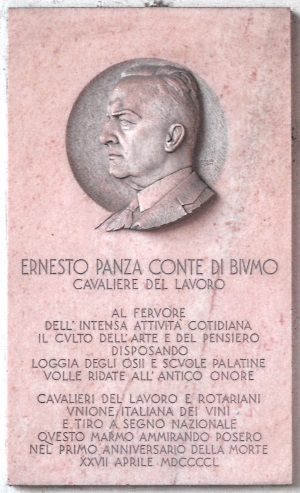 ERNESTO PANZA CONTE DI BIVMO
CAVALIERE DEL LAVORO
AL FERVORE
DELL'INTENSA ATTIVITÀ COTIDIANA
IL CVLTO DELL'ARTE E DEL PENSIERO
DISPOSANDO
LOGGIA DEGLI OSII E SCVOLE PALATINE
VOLLE RIDATE ALL'ANTICO ONORE
CAVALIERI DEL LAVORO E ROTARIANI
VNIONE ITALIANA DEI VINI
E TIRO A SEGNO NAZIONALE
QVESTO MARMO AMMIRANDO POSERO
NEL PRIMO ANNIVERSARIO DELLA MORTE
XXVII APRILE MDCCCCL